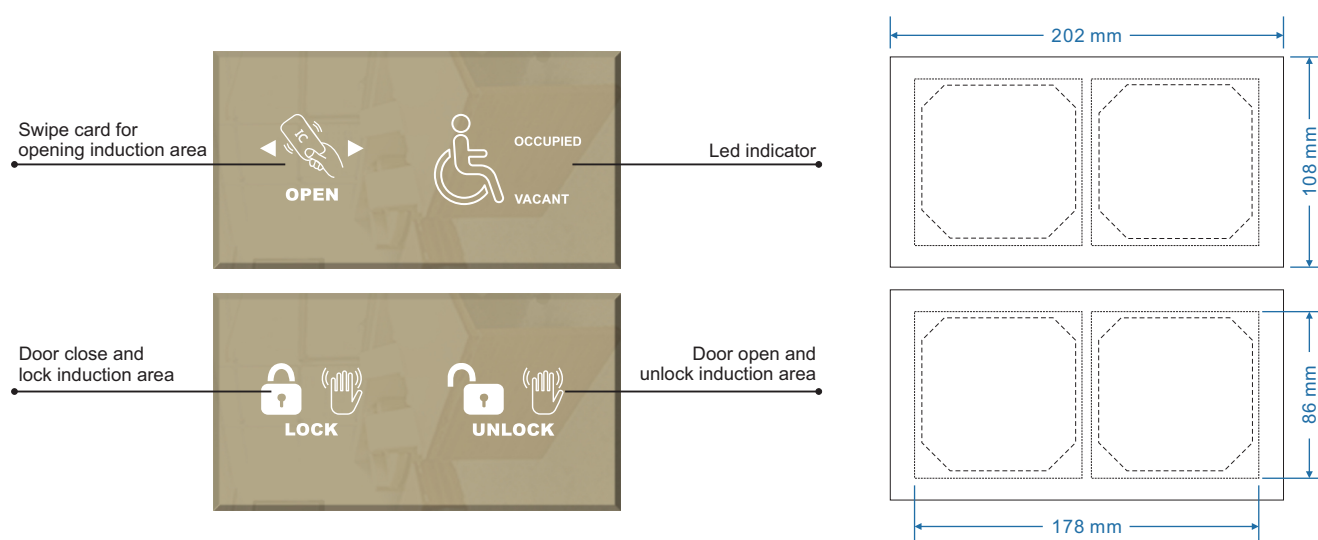 202 mm
Swipe card for
opening induction area
IC
OPEN
OCCUPIED
VACANT
Led indicator
108 mm
Door close and
lock induction area
LOCK
UNLOCK
Door open and
unlock induction area
86 mm
178 mm